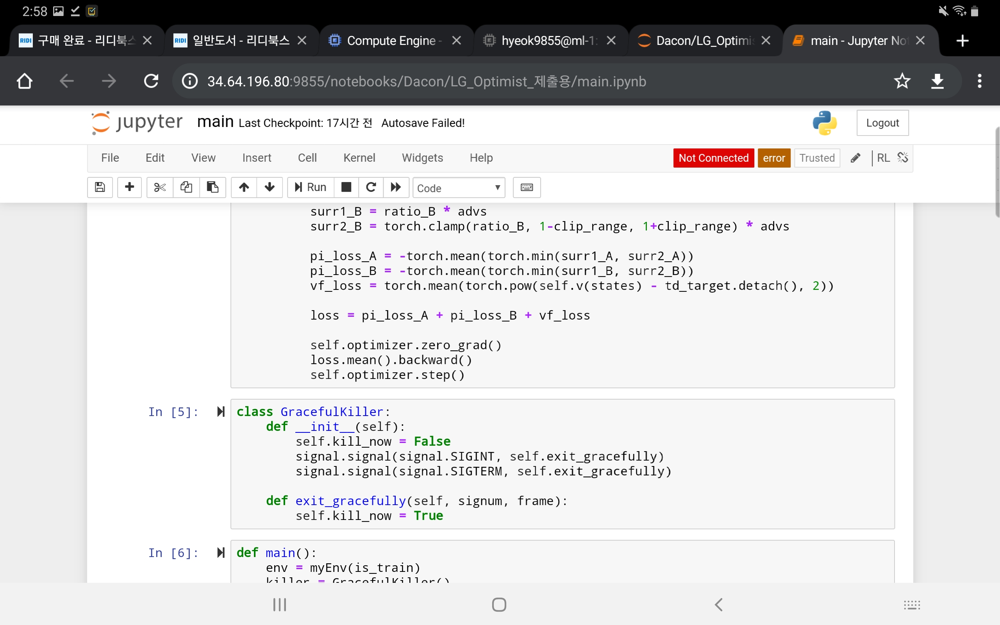 2:58
RIDI 구매 완료 - 리디북스
RIDI 일반도서 - 리디북스
Compute Engine -
hyeok9855@ml-1:
Dacon/LG_Optimis
main - Jupyter Not
34.64.196.80:9855/notebooks/Dacon/LG_Optimist_제출용/main.ipynb
jupyter main Last Checkpoint: 17시간 전 Autosave Failed!
Logout
File Edit View Insert Cell Kernel Widgets Help Not Connected error Trusted RL
Run Code
surr1_B = ratio_B * advs
surr2_B = torch.clamp(ratio_B, 1-clip_range, 1+clip_range) * advs
pi_loss_A = -torch.mean(torch.min(surr1_A, surr2_A))
pi_loss_B = -torch.mean(torch.min(surr1_B, surr2_B))
vf_loss = torch.mean(torch.pow(self.v(states) - td_target.detach(), 2))
loss = pi_loss_A + pi_loss_B + vf_loss
self.optimizer.zero_grad()
loss.mean().backward()
self.optimizer.step()
In [5]: class GracefulKiller:
def __init__(self):
self.kill_now = False
signal.signal(signal.SIGINT, self.exit_gracefully)
signal.signal(signal.SIGTERM, self.exit_gracefully)
def exit_gracefully(self, signum, frame):
self.kill_now = True
In [6]: def main():
env = myEnv(is_train)
killer = GracefulKiller()